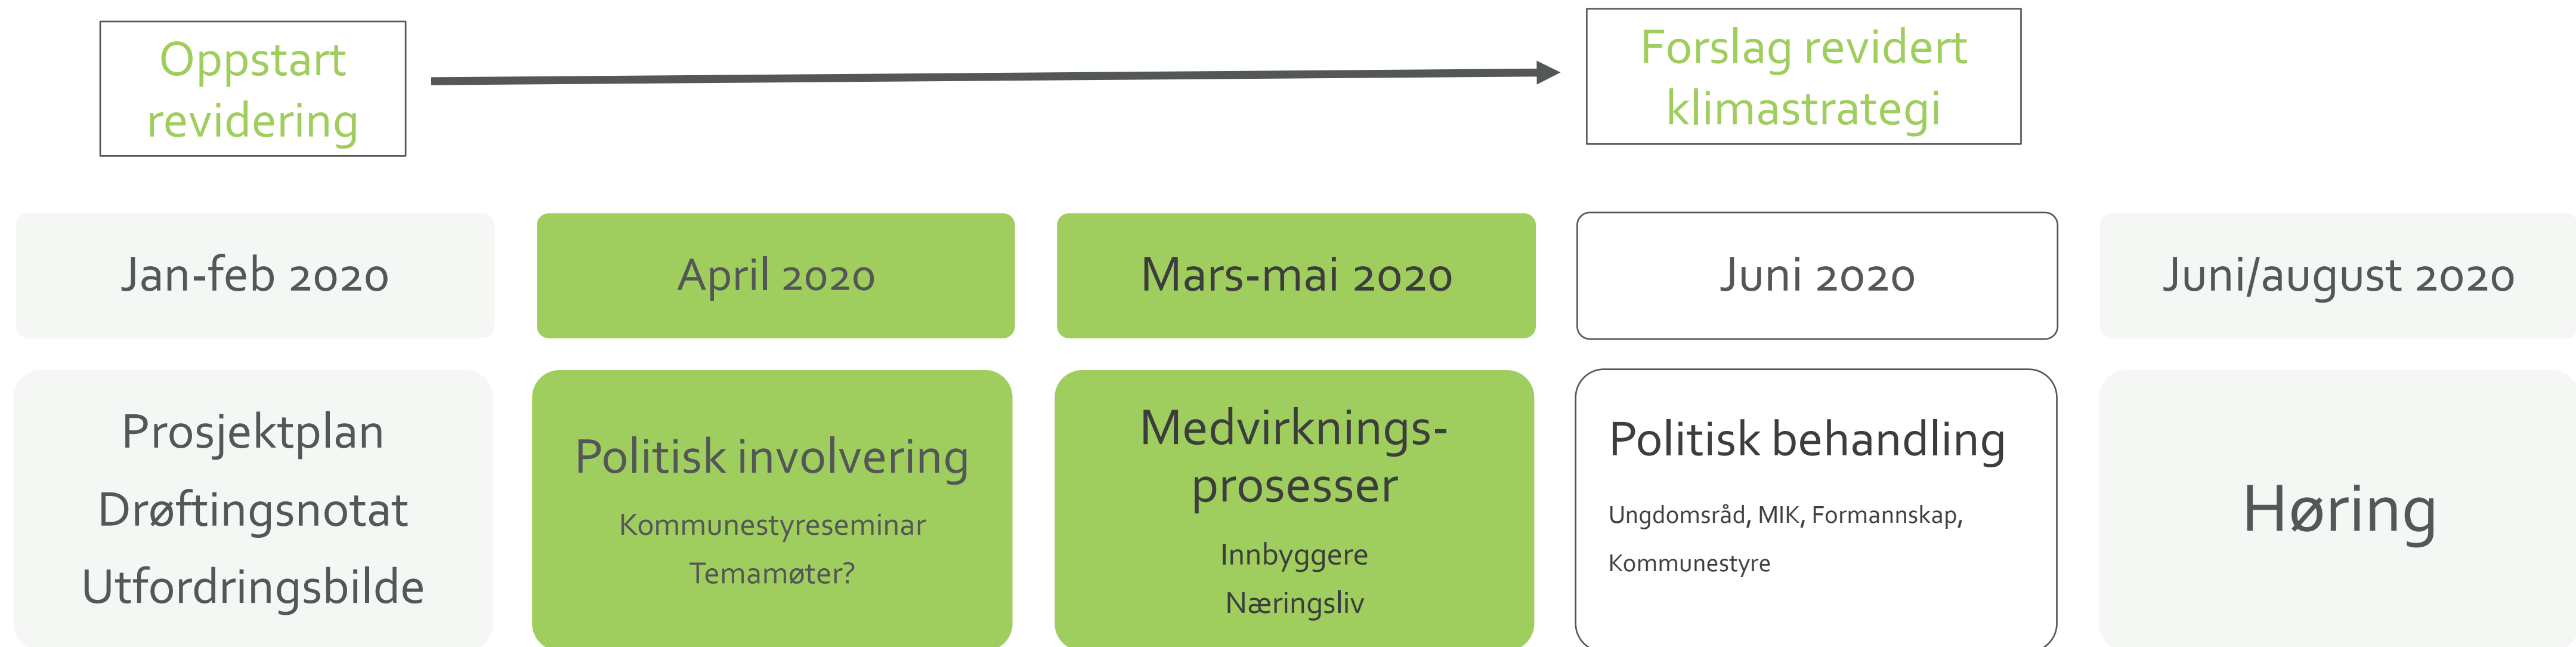 Oppstart
revidering
Forslag revidert
klimastrategi
Jan-feb 2020
April 2020
Mars-mai 2020
Juni 2020
Juni/august 2020
Prosjektplan
Drøftingsnotat
Utfordringsbilde
Politisk involvering
Kommunestyreseminar
Temamøter?
Medvirknings-
prosesser
Innbyggere
Næringsliv
Politisk behandling
Ungdomsråd, MIK, Formannskap,
Kommunestyre
Høring